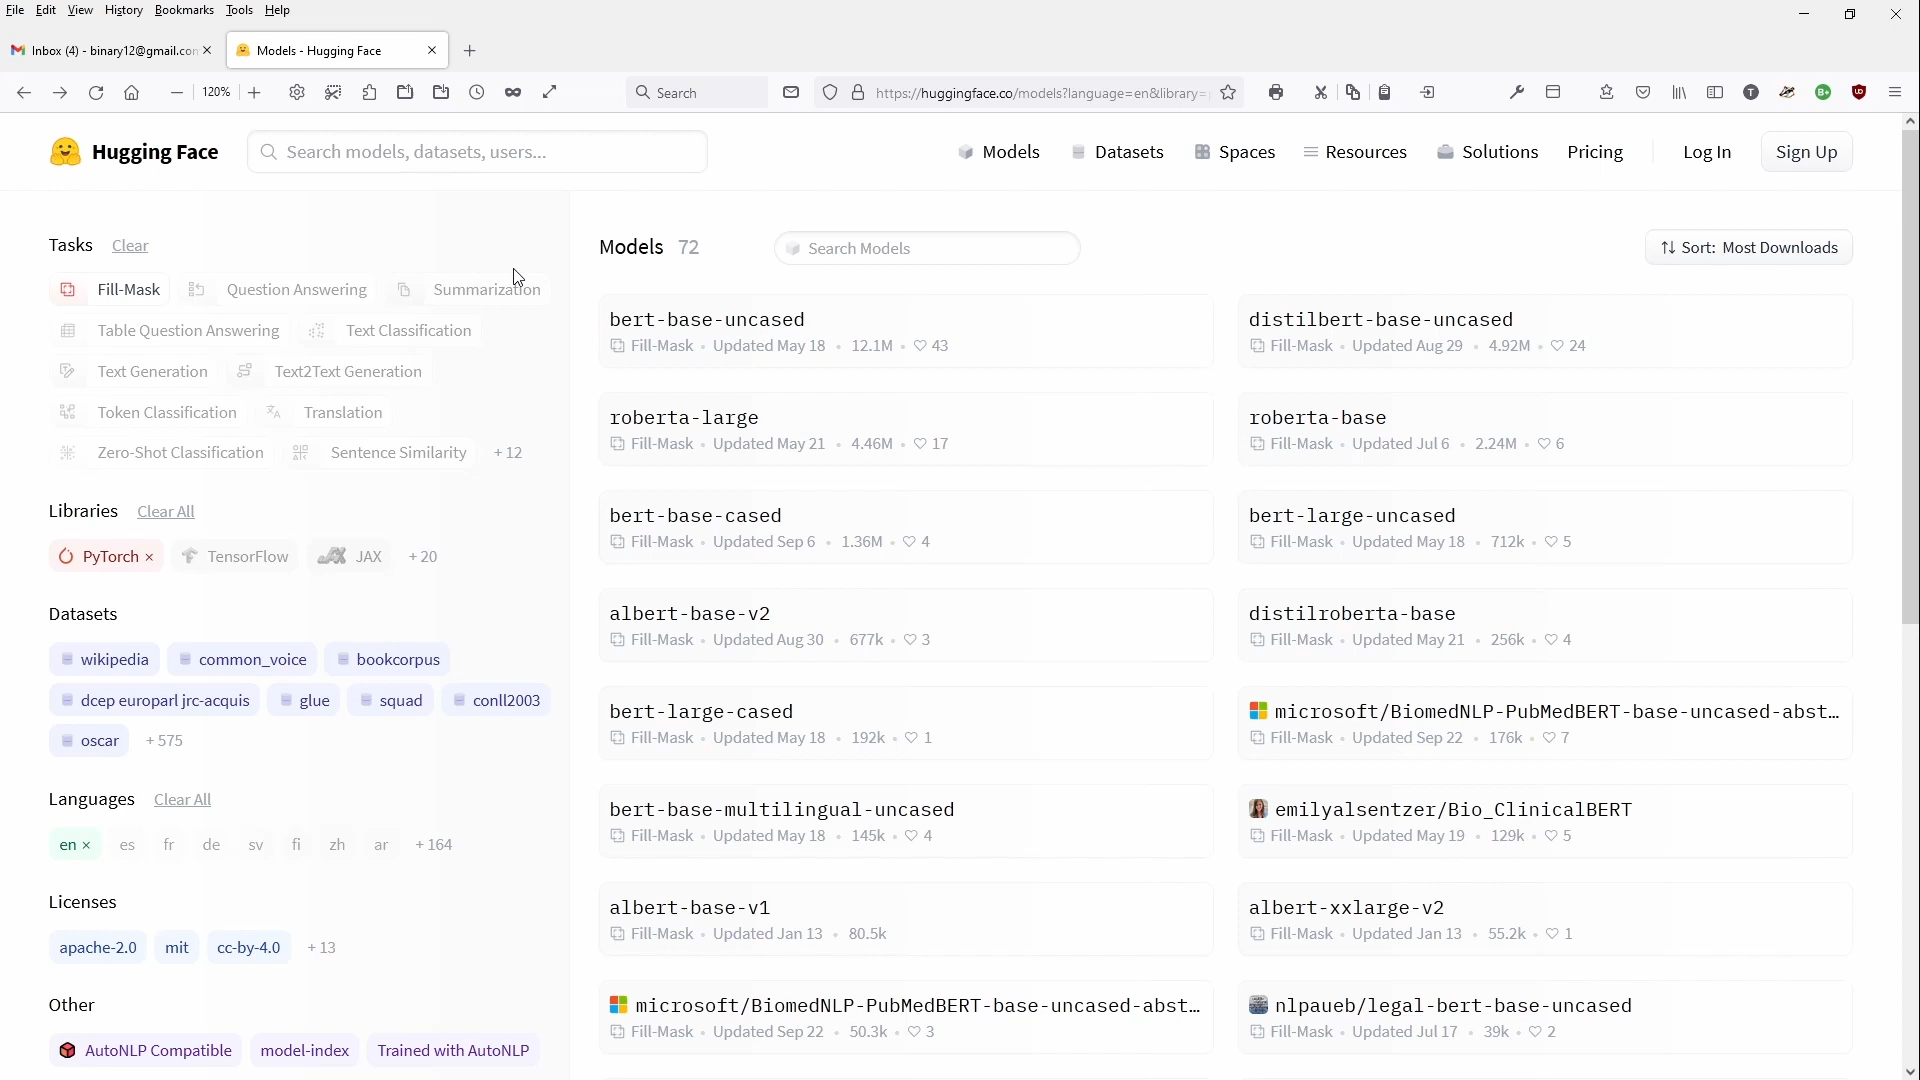 File Edit View History Bookmarks Tools Help
Inbox (4) - binary12@gmail.con
Models - Hugging Face
120%
Search
https://huggingface.co/models?language=en&library=
Hugging Face
Search models, datasets, users...
Models Datasets Spaces Resources Solutions Pricing Log In Sign Up
Tasks Clear
Fill-Mask Question Answering Summarization
Table Question Answering Text Classification
Text Generation Text2Text Generation
Token Classification Translation
Zero-Shot Classification Sentence Similarity + 12
Libraries Clear All
PyTorch × TensorFlow JAX + 20
Datasets
wikipedia common_voice bookcorpus
dcep europarl jrc-acquis glue squad conll2003
oscar + 575
Languages Clear All
en × es fr de sv fi zh ar + 164
Licenses
apache-2.0 mit cc-by-4.0 + 13
Other
AutoNLP Compatible model-index Trained with AutoNLP
Models 72
Search Models
Sort: Most Downloads
bert-base-uncased
Fill-Mask • Updated May 18 • 12.1M • 43
distilbert-base-uncased
Fill-Mask • Updated Aug 29 • 4.92M • 24
roberta-large
Fill-Mask • Updated May 21 • 4.46M • 17
roberta-base
Fill-Mask • Updated Jul 6 • 2.24M • 6
bert-base-cased
Fill-Mask • Updated Sep 6 • 1.36M • 4
bert-large-uncased
Fill-Mask • Updated May 18 • 712k • 5
albert-base-v2
Fill-Mask • Updated Aug 30 • 677k • 3
distilroberta-base
Fill-Mask • Updated May 21 • 256k • 4
bert-large-cased
Fill-Mask • Updated May 18 • 192k • 1
microsoft/BiomedNLP-PubMedBERT-base-uncased-abst…
Fill-Mask • Updated Sep 22 • 176k • 7
bert-base-multilingual-uncased
Fill-Mask • Updated May 18 • 145k • 4
emilyalsentzer/Bio_ClinicalBERT
Fill-Mask • Updated May 19 • 129k • 5
albert-base-v1
Fill-Mask • Updated Jan 13 • 80.5k
albert-xxlarge-v2
Fill-Mask • Updated Jan 13 • 55.2k • 1
microsoft/BiomedNLP-PubMedBERT-base-uncased-abst…
Fill-Mask • Updated Sep 22 • 50.3k • 3
nlpaueb/legal-bert-base-uncased
Fill-Mask • Updated Jul 17 • 39k • 2